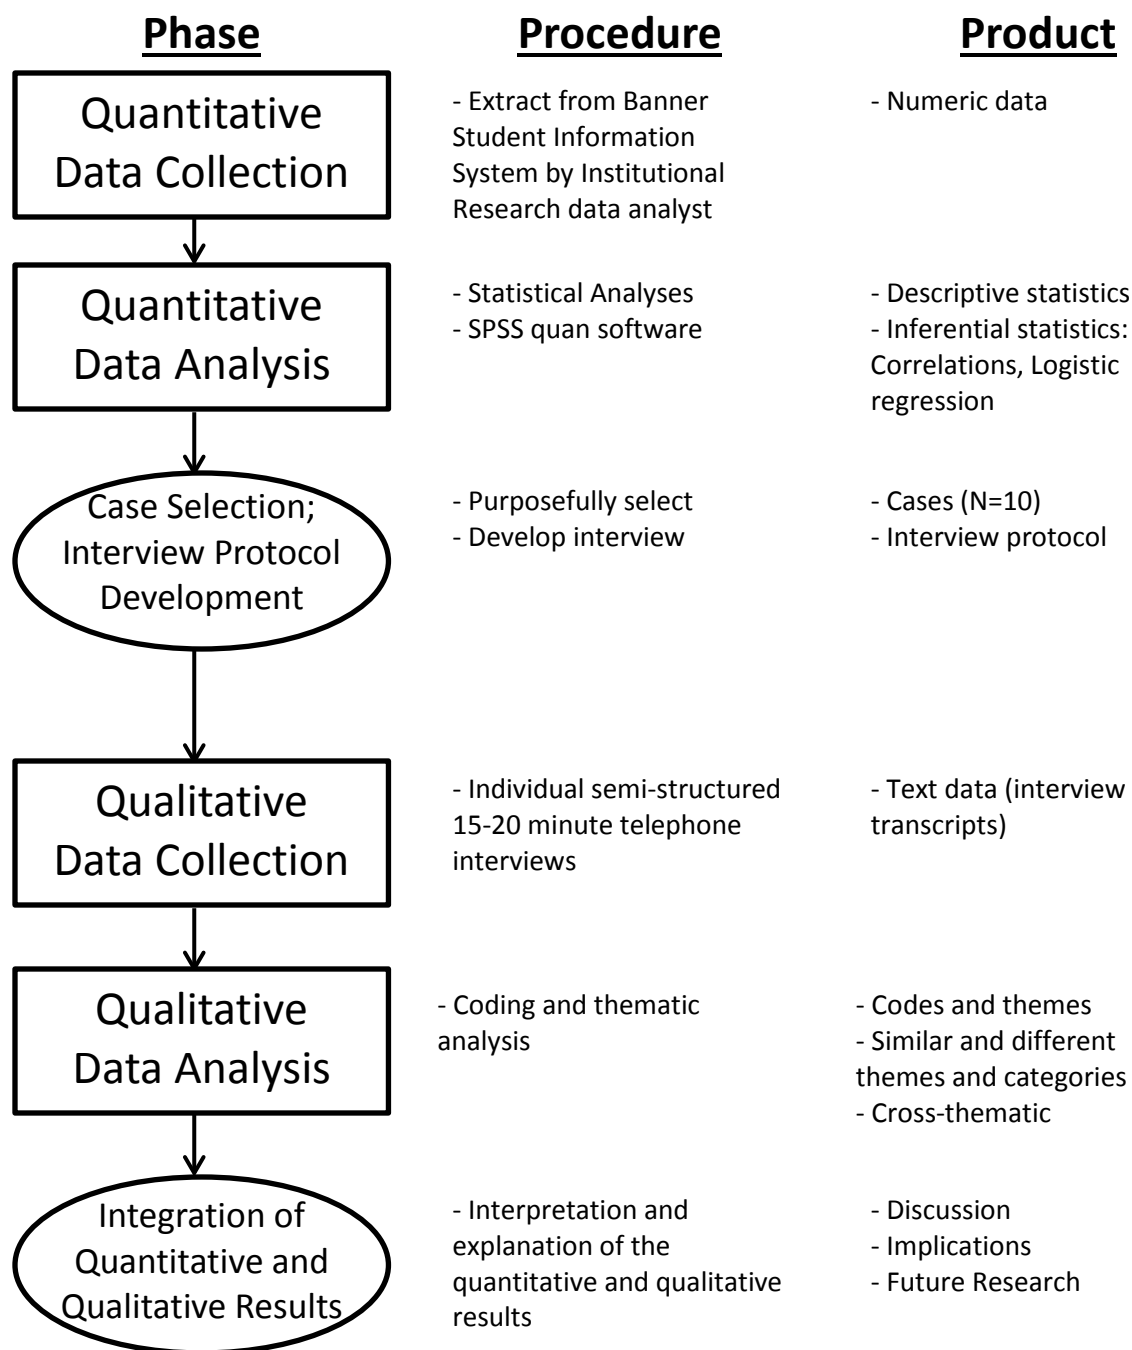 Phase Procedure Product
Quantitative
Data Collection
- Extract from Banner
Student Information
System by Institutional
Research data analyst
- Numeric data
Quantitative
Data Analysis
- Statistical Analyses
- SPSS quan software
- Descriptive statistics
- Inferential statistics:
Correlations, Logistic
regression
Case Selection;
Interview Protocol
Development
- Purposefully select
- Develop interview
- Cases (N=10)
- Interview protocol
Qualitative
Data Collection
- Individual semi-structured
15-20 minute telephone
interviews
- Text data (interview
transcripts)
Qualitative
Data Analysis
- Coding and thematic
analysis
- Codes and themes
- Similar and different
themes and categories
- Cross-thematic
Integration of
Quantitative and
Qualitative Results
- Interpretation and
explanation of the
quantitative and qualitative
results
- Discussion
- Implications
- Future Research